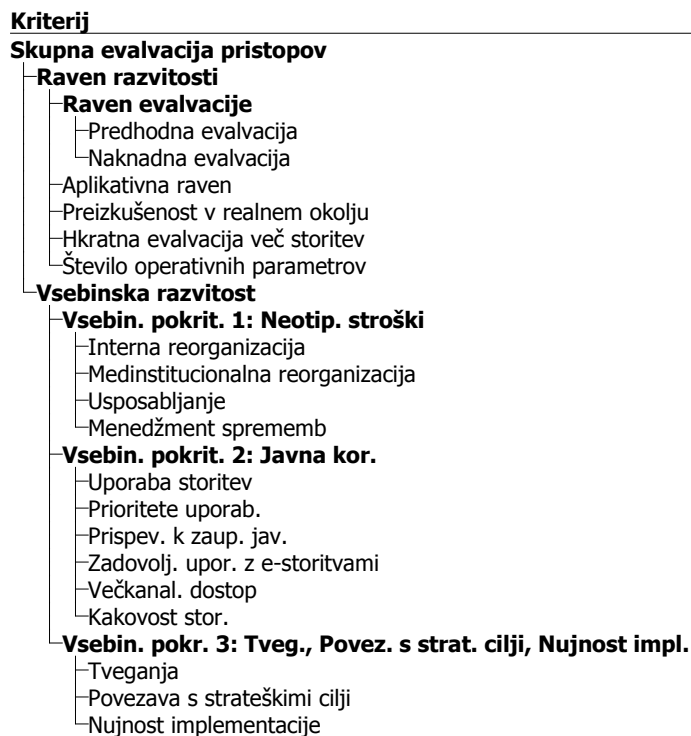 Kriterij
Skupna evalvacija pristopov
Raven razvitosti
Raven evalvacije
Predhodna evalvacija
Naknadna evalvacija
Aplikativna raven
Preizkušenost v realnem okolju
Hkratna evalvacija več storitev
Število operativnih parametrov
Vsebinska razvitost
Vsebin. pokrit. 1: Neotip. stroški
Interna reorganizacija
Medinstitucionalna reorganizacija
Usposabljanje
Menedžment sprememb
Vsebin. pokrit. 2: Javna kor.
Uporaba storitev
Prioritete uporab.
Prispev. k zaup. jav.
Zadovolj. upor. z e-storitvami
Večkanal. dostop
Kakovost stor.
Vsebin. pokr. 3: Tveg., Povez. s strat. cilji, Nujnost impl.
Tveganja
Povezava s strateškimi cilji
Nujnost implementacije